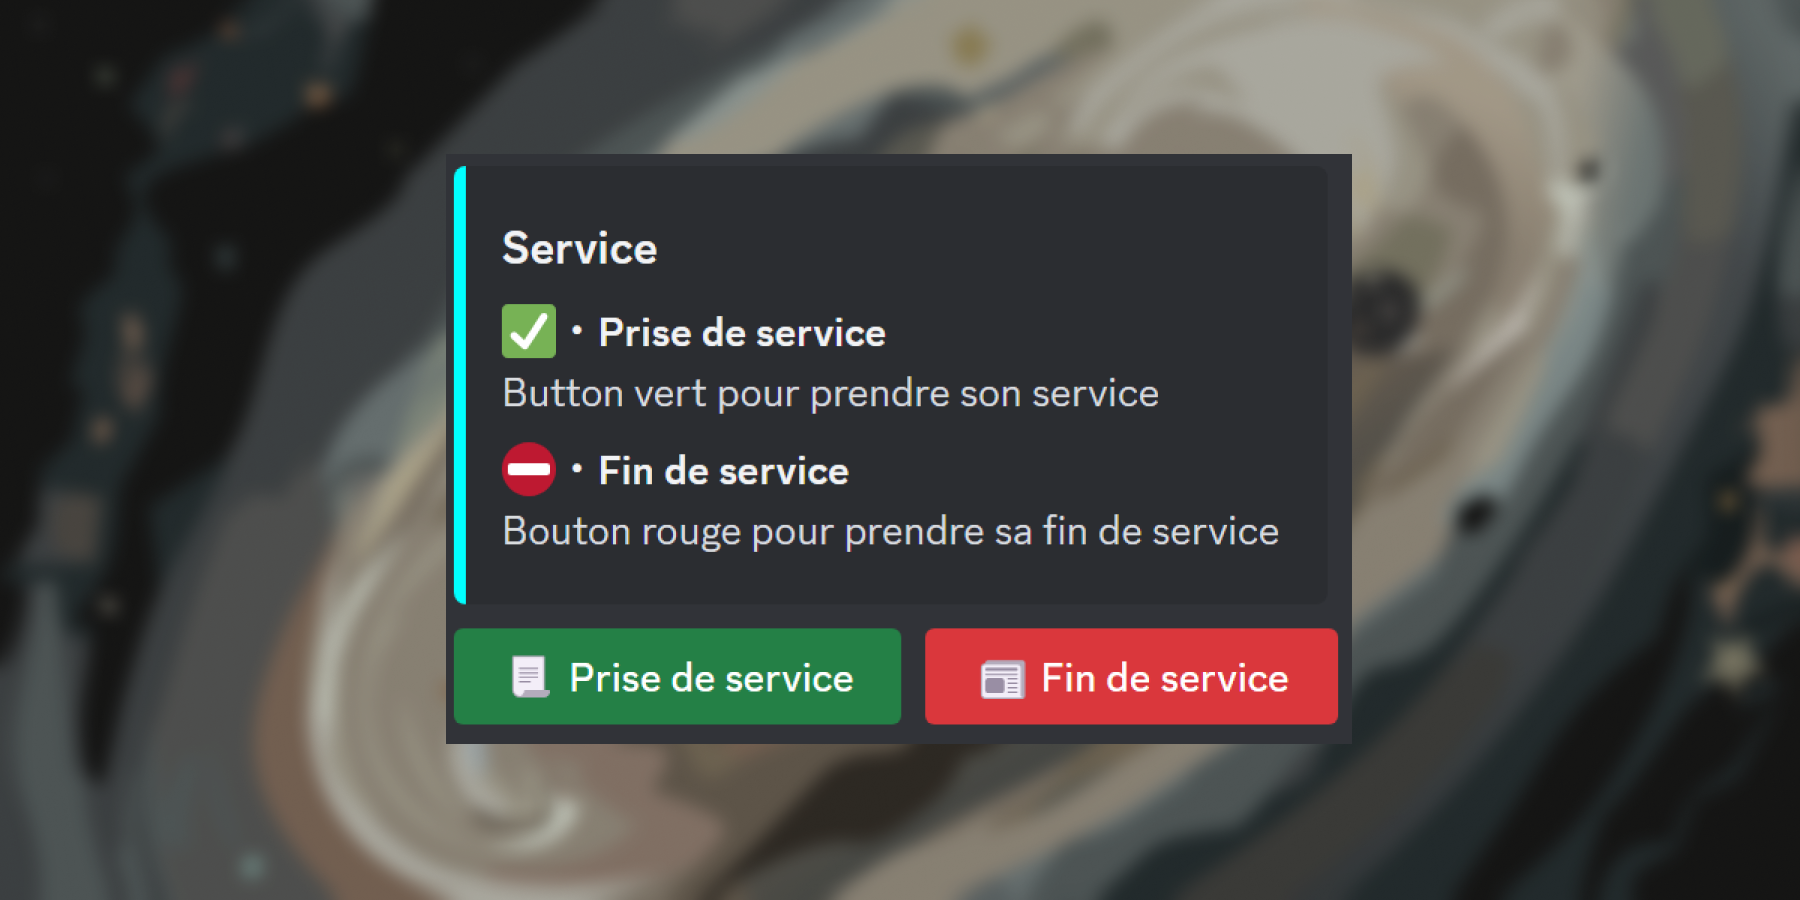 Service
✅ • Prise de service
Button vert pour prendre son service
⛔ • Fin de service
Bouton rouge pour prendre sa fin de service
Prise de service
Fin de service